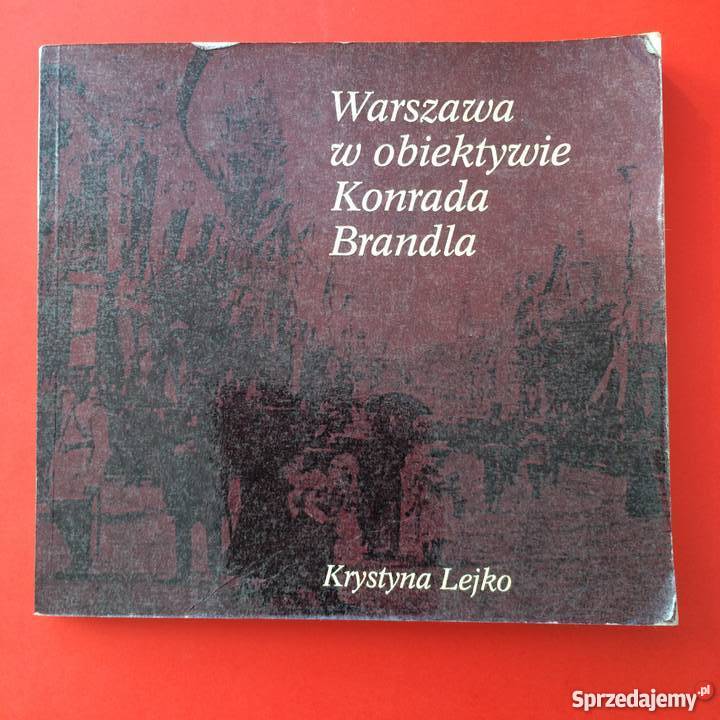 Warszawa
w obiektywie
Konrada
Brandla
Krystyna Lejko
Sprzedajemy.pl